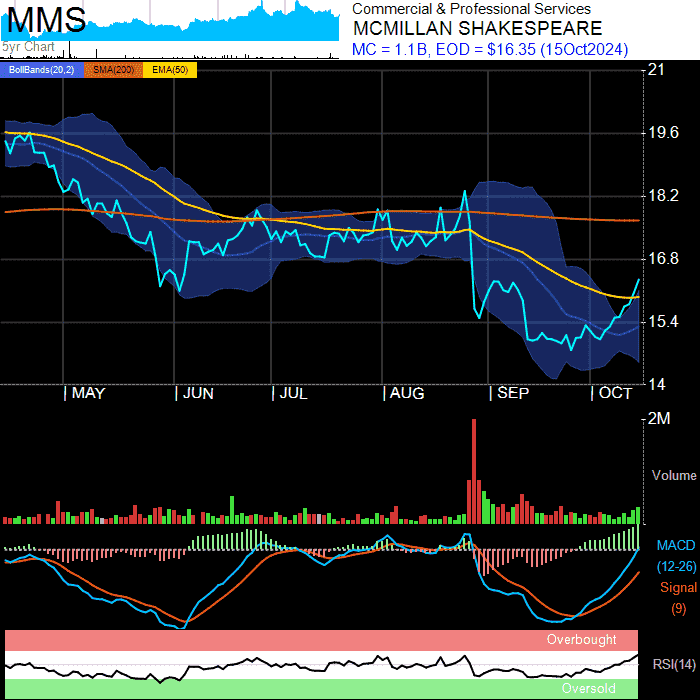 MMS
5yr Chart
Commercial & Professional Services
MCMILLAN SHAKESPEARE
MC = 1.1B, EOD = $16.35 (15Oct2024)
BollBands(20,2) SMA(200) EMA(50)
21
19.6
18.2
16.8
15.4
14
MAY JUN JUL AUG SEP OCT
2M
Volume
MACD
(12-26)
Signal
(9)
Overbought
RSI(14)
Oversold